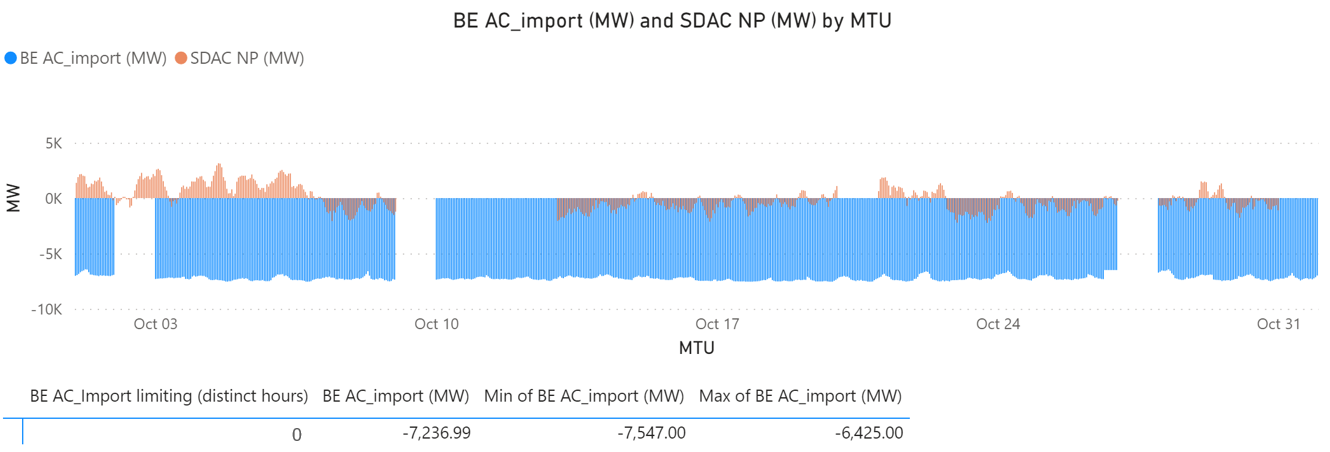 BE AC_import (MW) and SDAC NP (MW) by MTU
BE AC_import (MW) SDAC NP (MW)
5K
0K
-5K
-10K
MW
Oct 03 Oct 10 Oct 17 Oct 24 Oct 31
MTU
BE AC_Import limiting (distinct hours) BE AC_import (MW) Min of BE AC_import (MW) Max of BE AC_import (MW)
0 -7,236.99 -7,547.00 -6,425.00